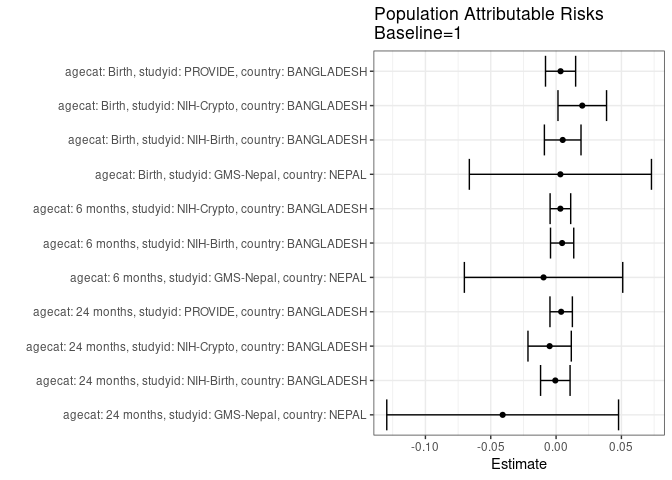 Population Attributable Risks
Baseline=1
agecat: Birth, studyid: PROVIDE, country: BANGLADESH
agecat: Birth, studyid: NIH-Crypto, country: BANGLADESH
agecat: Birth, studyid: NIH-Birth, country: BANGLADESH
agecat: Birth, studyid: GMS-Nepal, country: NEPAL
agecat: 6 months, studyid: NIH-Crypto, country: BANGLADESH
agecat: 6 months, studyid: NIH-Birth, country: BANGLADESH
agecat: 6 months, studyid: GMS-Nepal, country: NEPAL
agecat: 24 months, studyid: PROVIDE, country: BANGLADESH
agecat: 24 months, studyid: NIH-Crypto, country: BANGLADESH
agecat: 24 months, studyid: NIH-Birth, country: BANGLADESH
agecat: 24 months, studyid: GMS-Nepal, country: NEPAL
-0.10 -0.05 0.00 0.05
Estimate